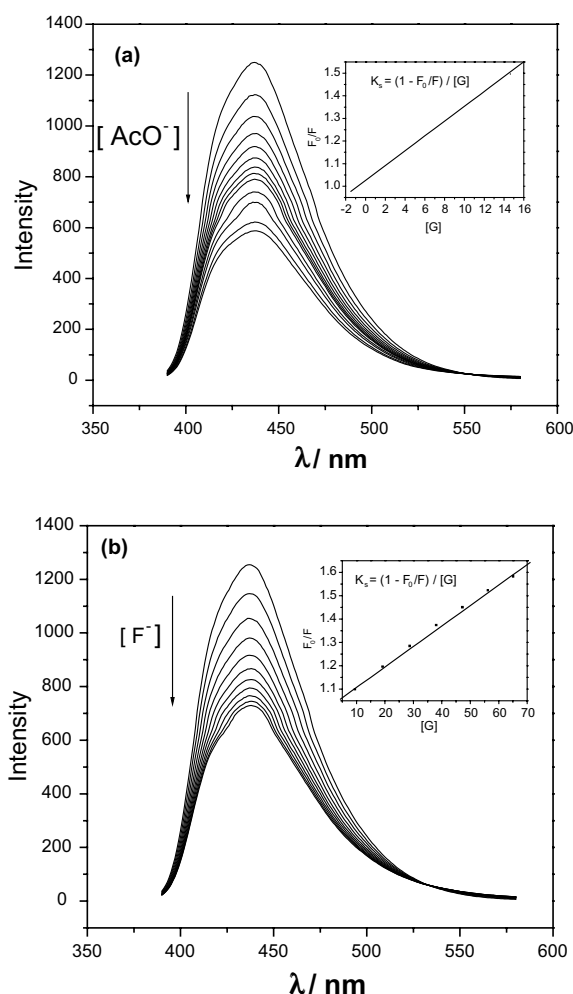 (a)
[ AcO⁻]
Intensity
1400
1200
1000
800
600
400
200
0
350 400 450 500 550 600
λ/ nm
Kₛ = (1 - F₀/F) / [G]
F₀/F
1.5
1.4
1.3
1.2
1.1
1.0
-2 0 2 4 6 8 10 12 14 16
[G]
(b)
[ F⁻]
Intensity
1400
1200
1000
800
600
400
200
0
350 400 450 500 550 600
λ/ nm
Kₛ = (1 - F₀/F) / [G]
F₀/F
1.6
1.5
1.4
1.3
1.2
1.1
0 10 20 30 40 50 60 70
[G]